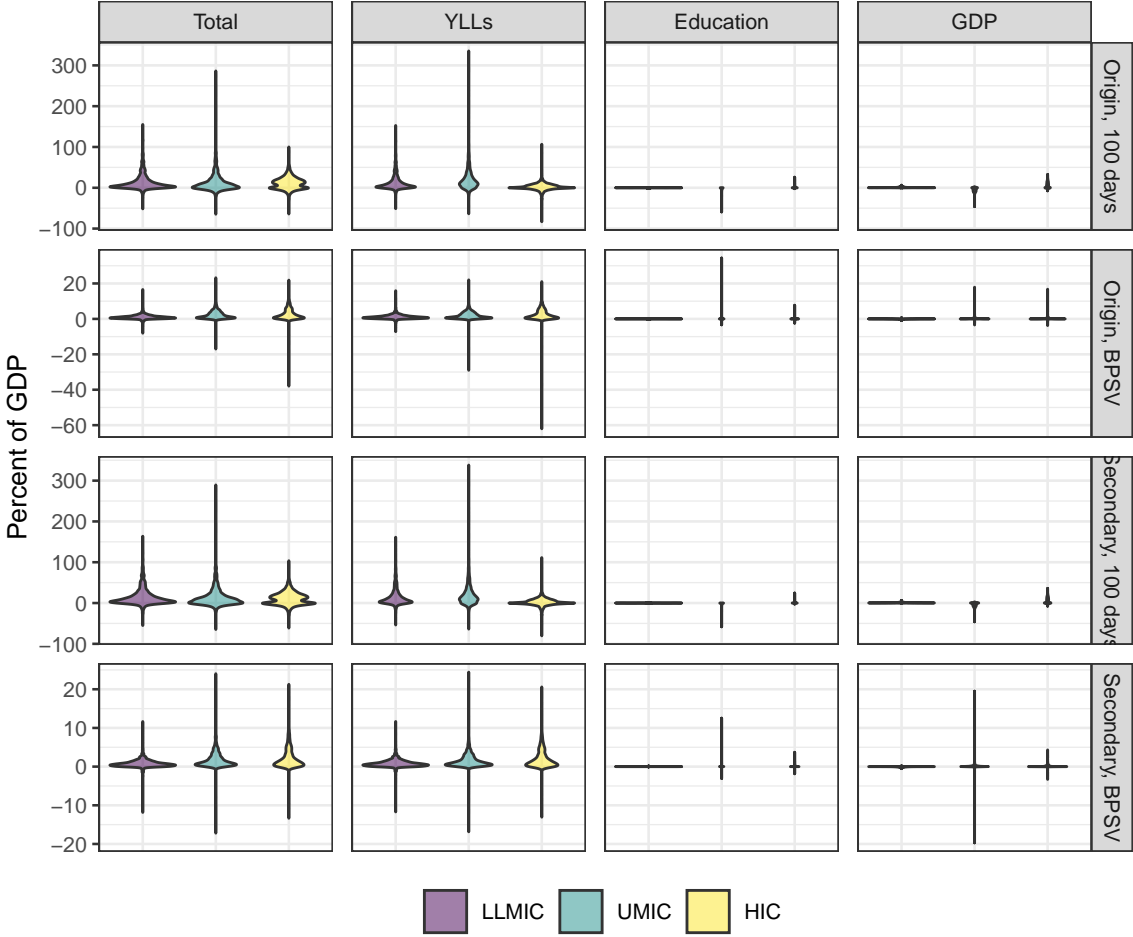 Total YLLs Education GDP
Percent of GDP
300
200
100
0
−100
Origin, 100 days
20
0
−20
−40
−60
Origin, BPSV
300
200
100
0
−100
Secondary, 100 days
20
10
0
−10
−20
Secondary, BPSV
LLMIC UMIC HIC